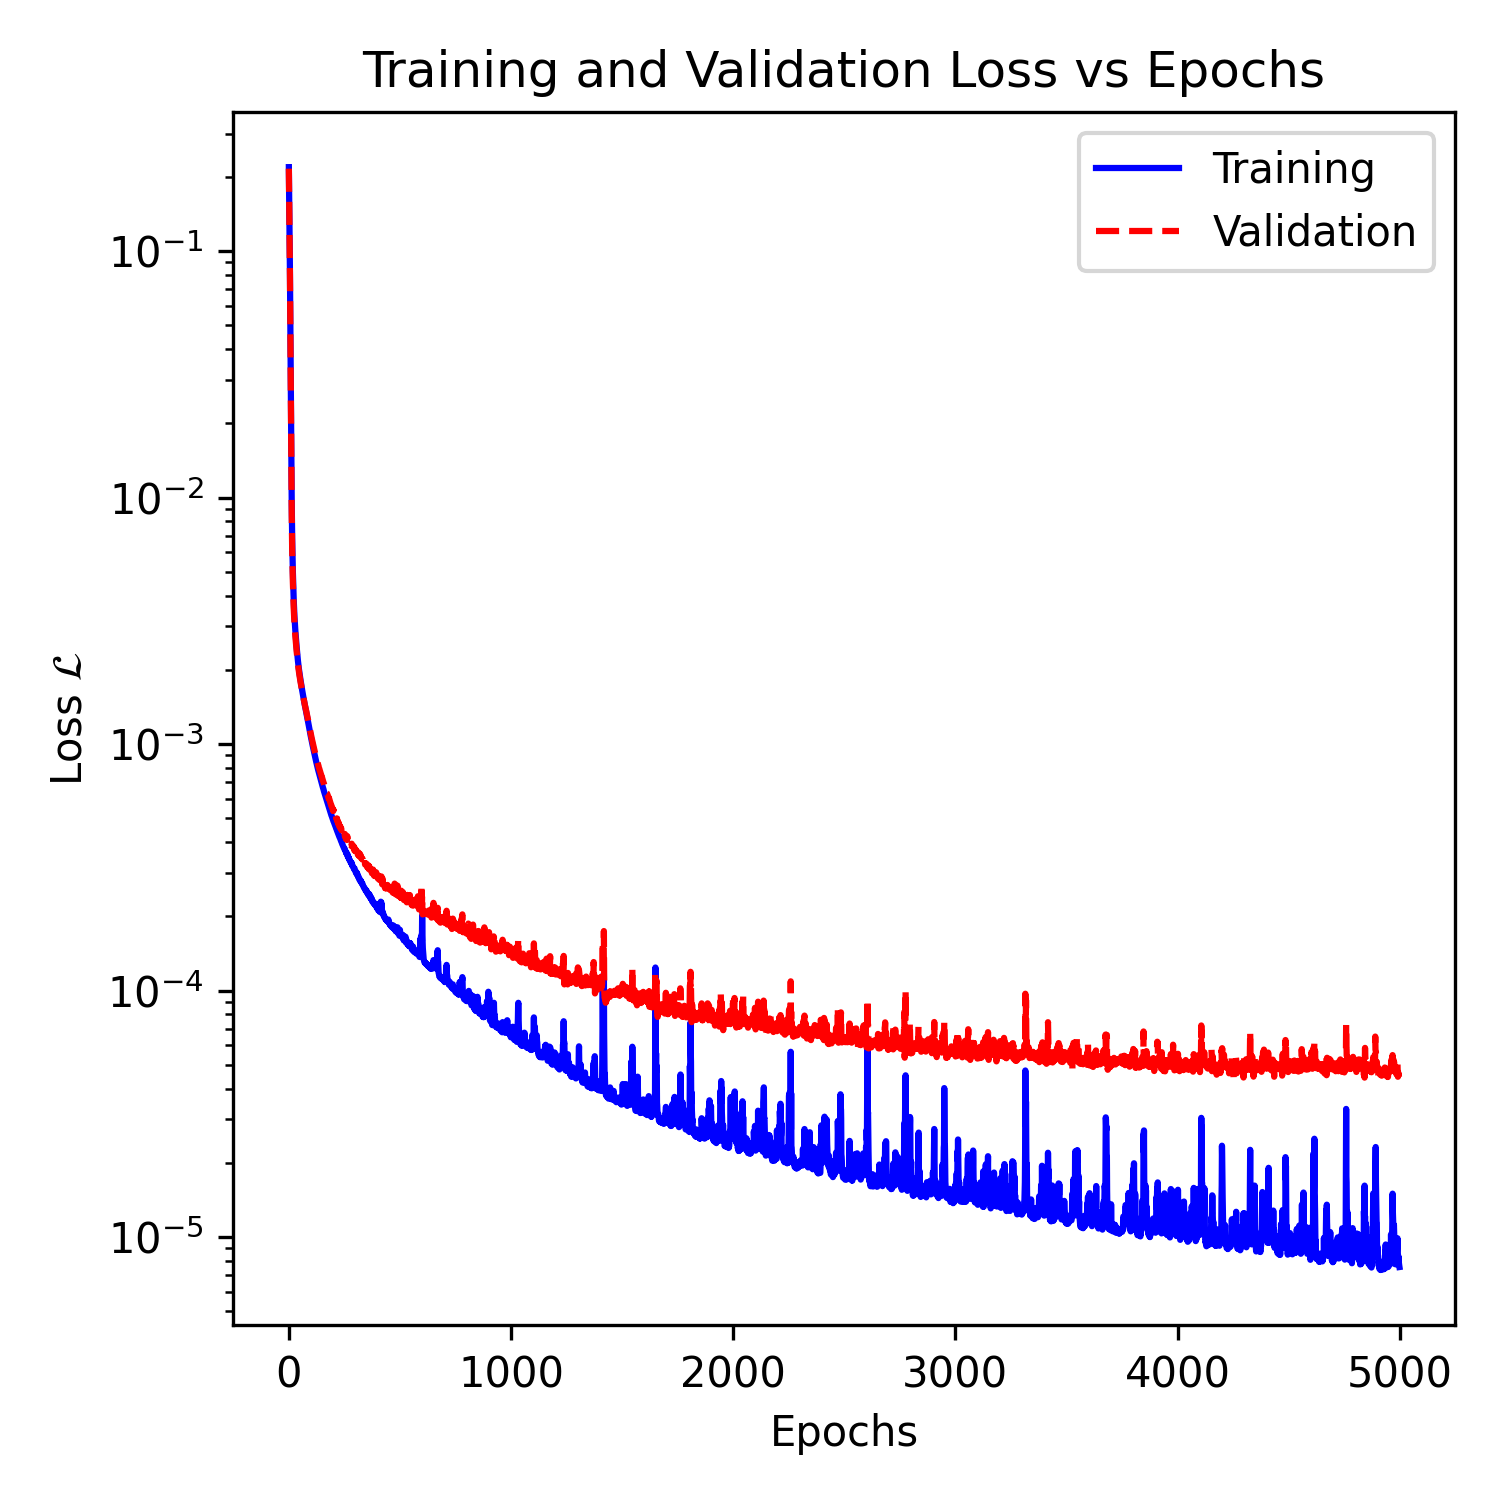 Training and Validation Loss vs Epochs
Training
Validation
Loss ℒ
10⁻¹
10⁻²
10⁻³
10⁻⁴
10⁻⁵
0 1000 2000 3000 4000 5000
Epochs